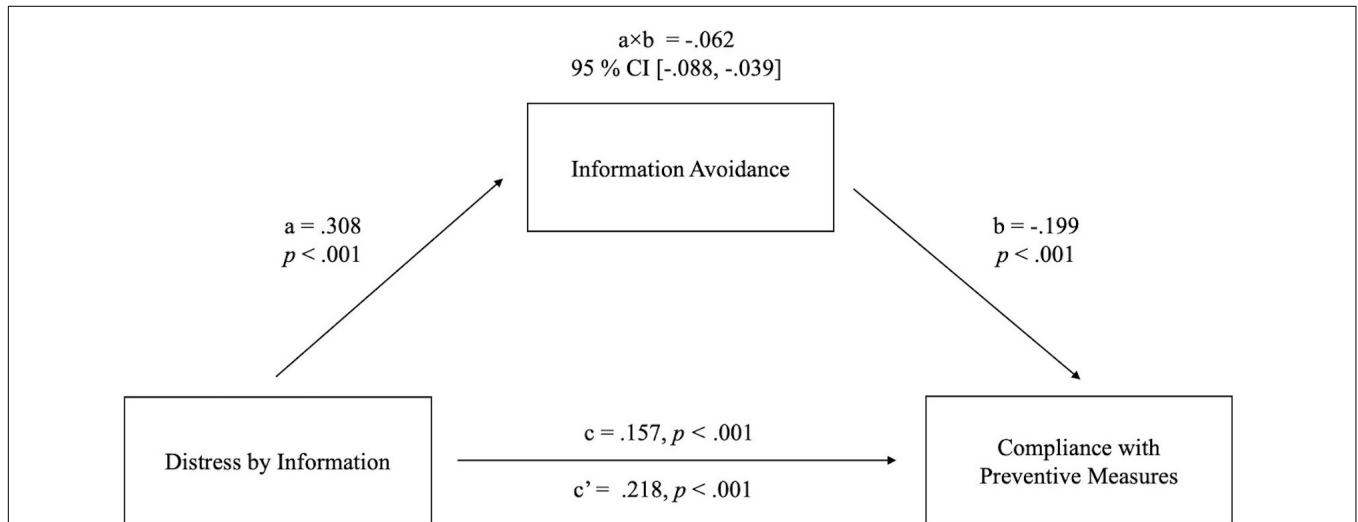 a×b = -.062
95 % CI [-.088, -.039]
Information Avoidance
a = .308
p < .001
b = -.199
p < .001
Distress by Information
c = .157, p < .001
c’ = .218, p < .001
Compliance with
Preventive Measures